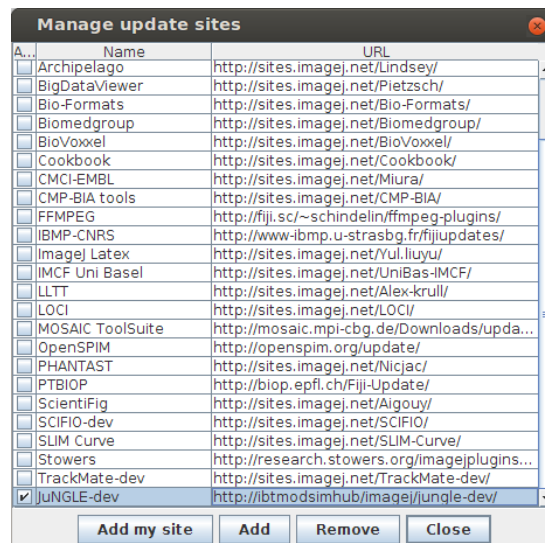 Manage update sites
A... Name URL
Archipelago http://sites.imagej.net/Lindsey/
BigDataViewer http://sites.imagej.net/Pietzsch/
Bio-Formats http://sites.imagej.net/Bio-Formats/
Biomedgroup http://sites.imagej.net/Biomedgroup/
BioVoxxel http://sites.imagej.net/BioVoxxel/
Cookbook http://sites.imagej.net/Cookbook/
CMCI-EMBL http://sites.imagej.net/Miura/
CMP-BIA tools http://sites.imagej.net/CMP-BIA/
FFMPEG http://fiji.sc/~schindelin/ffmpeg-plugins/
IBMP-CNRS http://www-ibmp.u-strasbg.fr/fijiupdates/
ImageJ Latex http://sites.imagej.net/Yul.liuyu/
IMCF Uni Basel http://sites.imagej.net/UniBas-IMCF/
LLTT http://sites.imagej.net/Alex-krull/
LOCI http://sites.imagej.net/LOCI/
MOSAIC ToolSuite http://mosaic.mpi-cbg.de/Downloads/upda...
OpenSPIM http://openspim.org/update/
PHANTAST http://sites.imagej.net/Nicjac/
PTBIOP http://biop.epfl.ch/Fiji-Update/
ScientiFig http://sites.imagej.net/Aigouy/
SCIFIO-dev http://sites.imagej.net/SCIFIO/
SLIM Curve http://sites.imagej.net/SLIM-Curve/
Stowers http://research.stowers.org/imagejplugins...
TrackMate-dev http://sites.imagej.net/TrackMate-dev/
JuNGLE-dev http://ibtmodsimhub/imagej/jungle-dev/
Add my site Add Remove Close